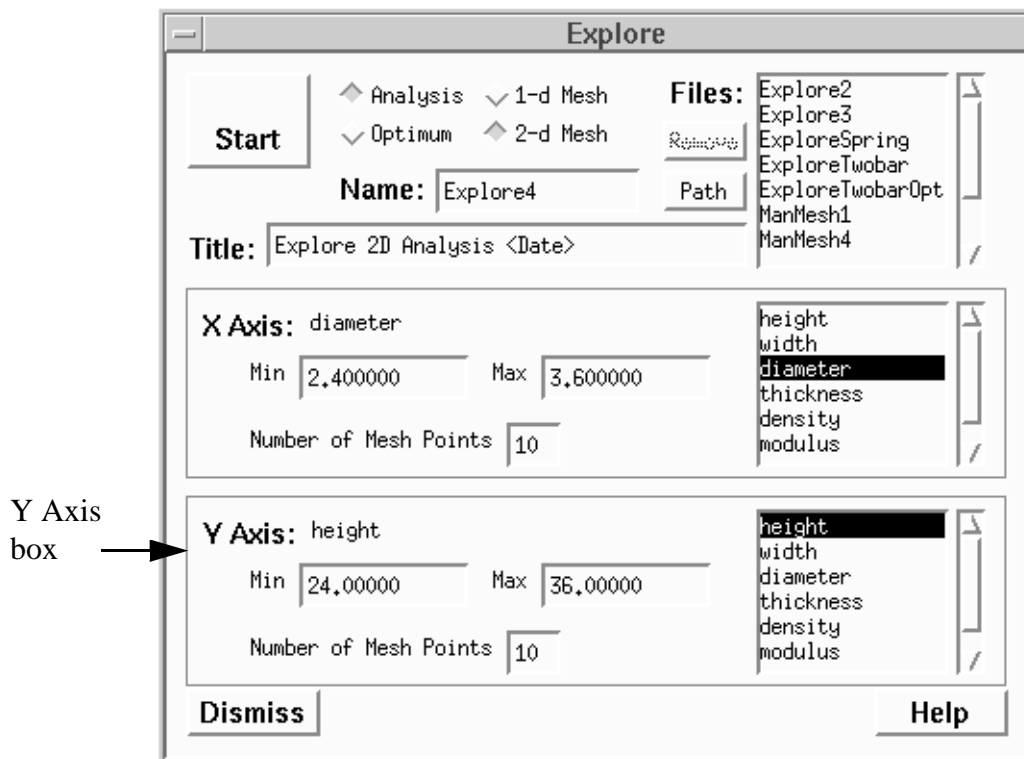 Explore
Start
Analysis 1-d Mesh
Optimum 2-d Mesh
Files:
Remove
Path
Explore2
Explore3
ExploreSpring
ExploreTwobar
ExploreTwobarOpt
ManMesh1
ManMesh4
Name: Explore4
Title: Explore 2D Analysis <Date>
X Axis: diameter
Min 2.400000 Max 3.600000
Number of Mesh Points 10
height
width
diameter
thickness
density
modulus
Y Axis
box
Y Axis: height
Min 24.00000 Max 36.00000
Number of Mesh Points 10
height
width
diameter
thickness
density
modulus
Dismiss
Help